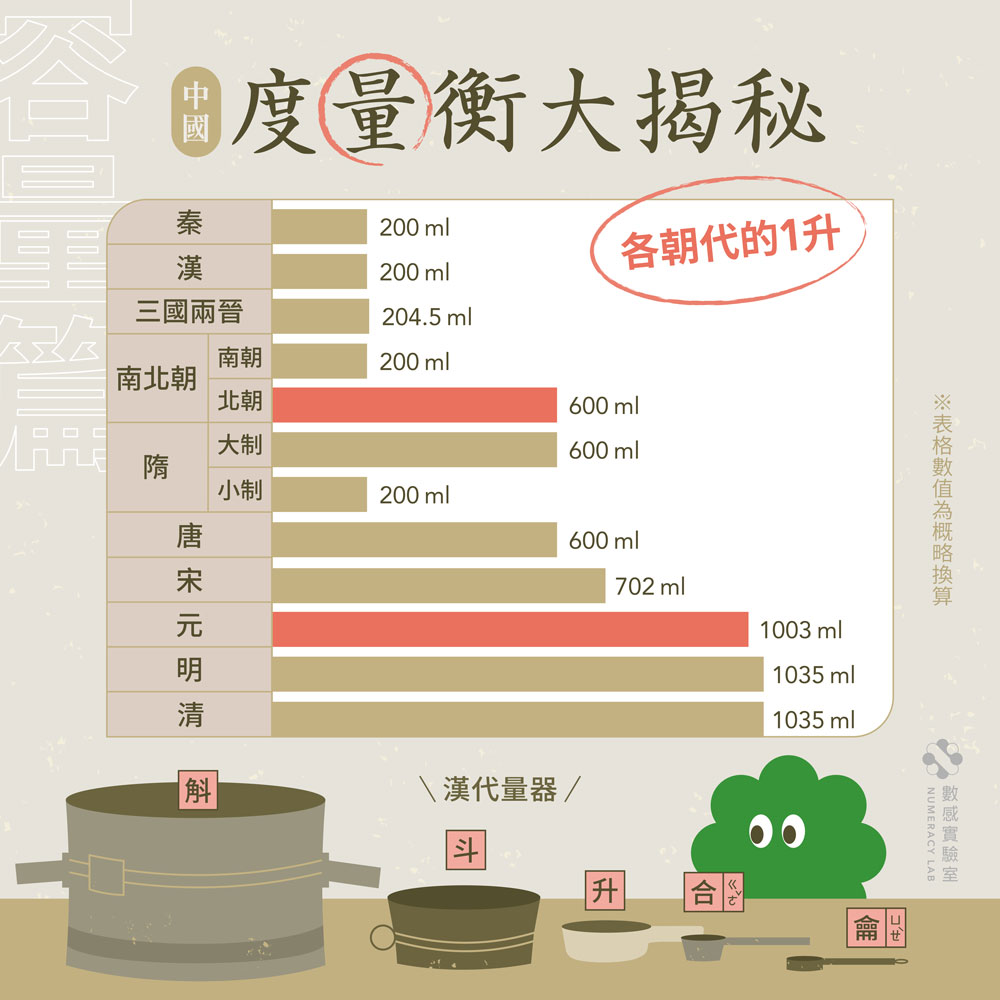 容量篇
中國
度量衡大揭秘
各朝代的1升
秦 200 ml
漢 200 ml
三國兩晉 204.5 ml
南北朝
南朝 200 ml
北朝 600 ml
隋
大制 600 ml
小制 200 ml
唐 600 ml
宋 702 ml
元 1003 ml
明 1035 ml
清 1035 ml
※表格數值為概略換算
\ 漢代量器 /
斛
斗
升
合 ㄍㄜˇ
龠 ㄩㄝˋ
數感實驗室
NUMERACY LAB